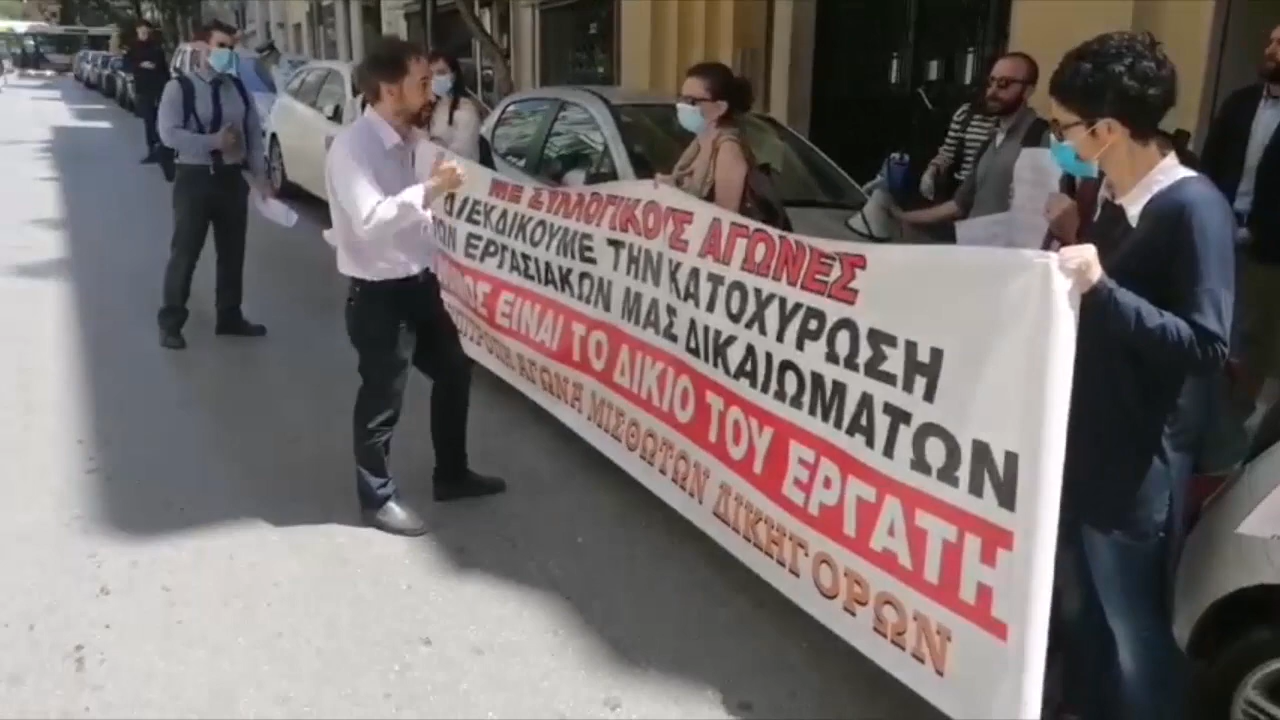 ΜΕ ΣΥΛΛΟΓΙΚΟΥΣ ΑΓΩΝΕΣ
ΔΙΕΚΔΙΚΟΥΜΕ ΤΗΝ ΚΑΤΟΧΥΡΩΣΗ
ΤΩΝ ΕΡΓΑΣΙΑΚΩΝ ΜΑΣ ΔΙΚΑΙΩΜΑΤΩΝ
ΕΙΝΑΙ ΤΟ ΔΙΚΙΟ ΤΟΥ ΕΡΓΑΤΗ
ΑΓΩΝΑ ΜΙΣΘΩΤΩΝ ΔΙΚΗΓΟΡΩΝ